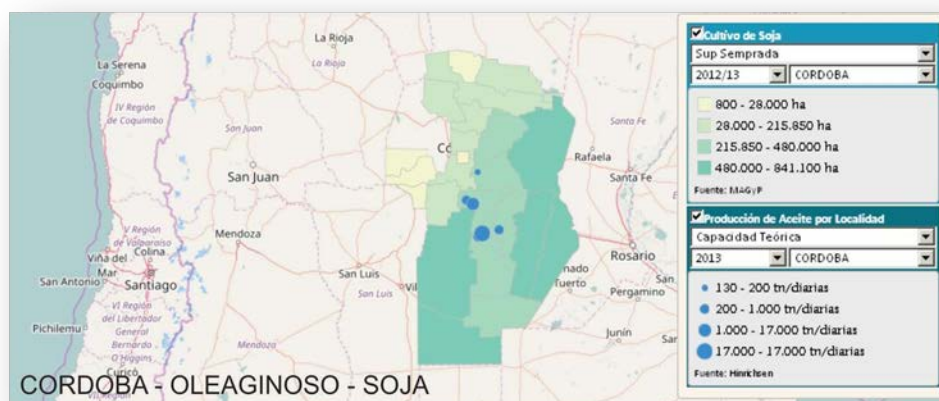 La Rioja
La Rioja
La Serena
Coquimbo
IV Región
de Coquimbo
San Juan
San Juan
Santa Fe
Rafaela
Santa Fe
Có
Mendoza
V Región
de Valparaíso
Viña del
Mar
Colina
San Antonio
Santiago
San Luis
San Luis
Rosario
nado
Tuerto
Pergamino
VI Región
del Libertador
General
Bernardo
O'Higgins
Pichilemu
Curicó
Mendoza
Junín
CORDOBA - OLEAGINOSO - SOJA
Cultivo de Soja
Sup Semprada
2012/13 CORDOBA
800 - 28.000 ha
28.000 - 215.850 ha
215.850 - 480.000 ha
480.000 - 841.100 ha
Fuente: MAGyP
Producción de Aceite por Localidad
Capacidad Teórica
2013 CORDOBA
130 - 200 tn/diarias
200 - 1.000 tn/diarias
1.000 - 17.000 tn/diarias
17.000 - 17.000 tn/diarias
Fuente: Hinrichsen